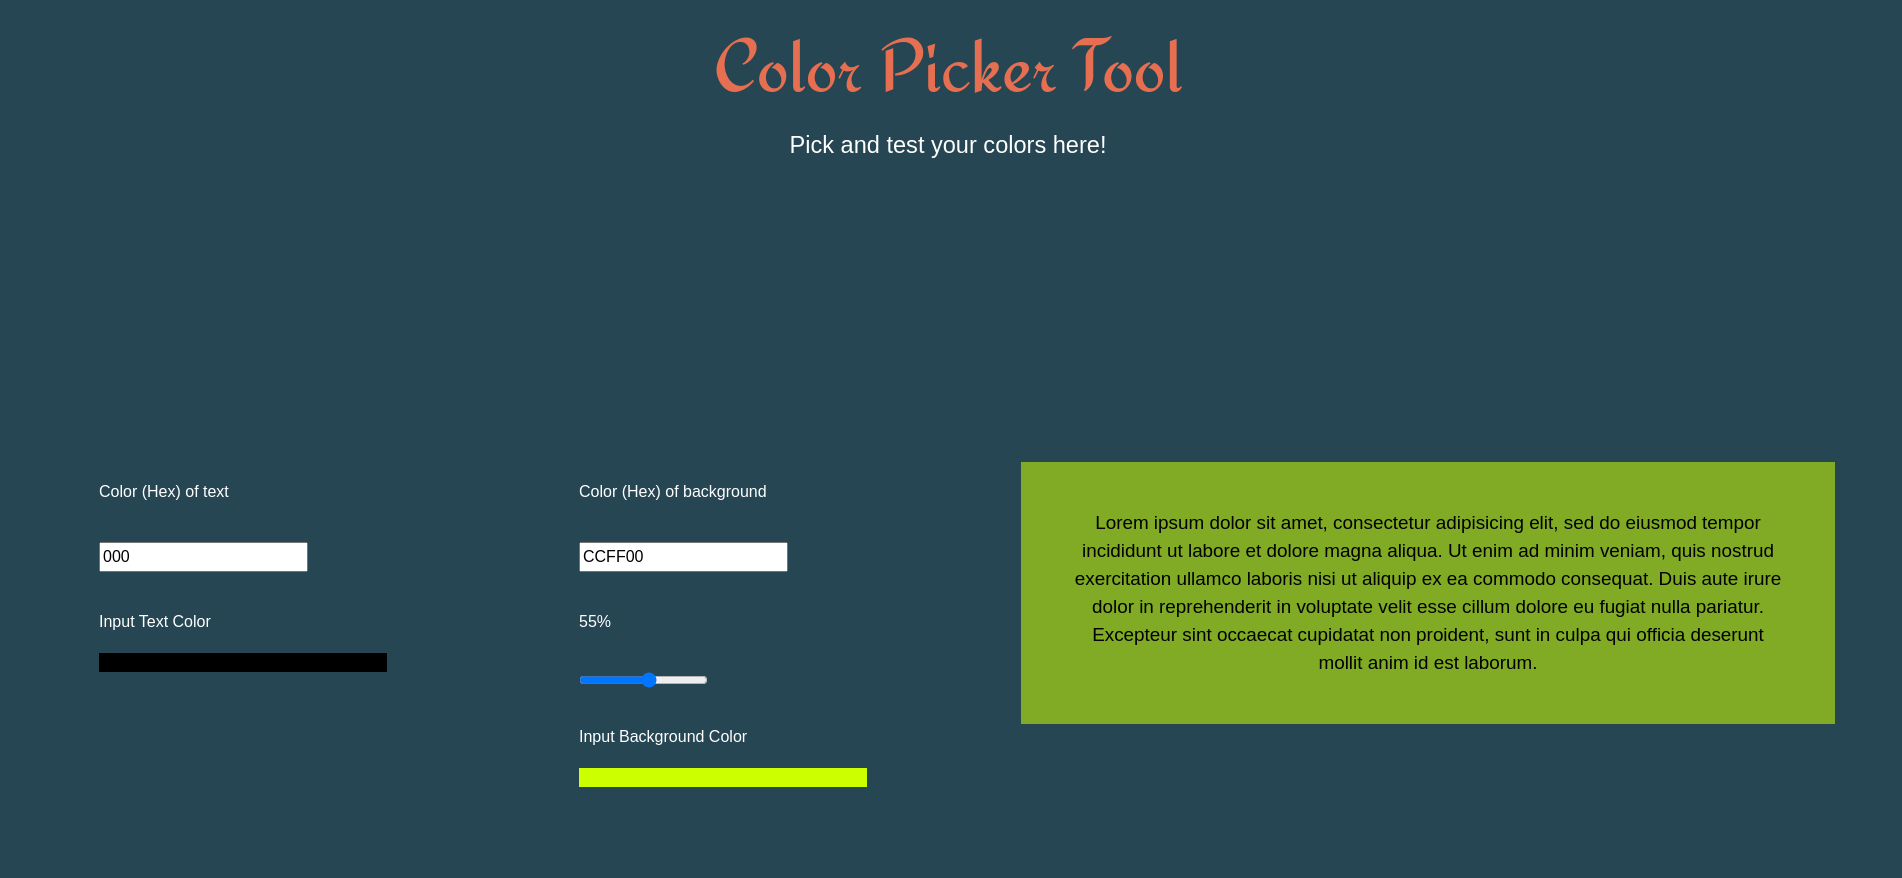 Color Picker Tool
Pick and test your colors here!
Color (Hex) of text
000
Input Text Color
Color (Hex) of background
CCFF00
55%
Input Background Color
Lorem ipsum dolor sit amet, consectetur adipisicing elit, sed do eiusmod tempor
incididunt ut labore et dolore magna aliqua. Ut enim ad minim veniam, quis nostrud
exercitation ullamco laboris nisi ut aliquip ex ea commodo consequat. Duis aute irure
dolor in reprehenderit in voluptate velit esse cillum dolore eu fugiat nulla pariatur.
Excepteur sint occaecat cupidatat non proident, sunt in culpa qui officia deserunt
mollit anim id est laborum.